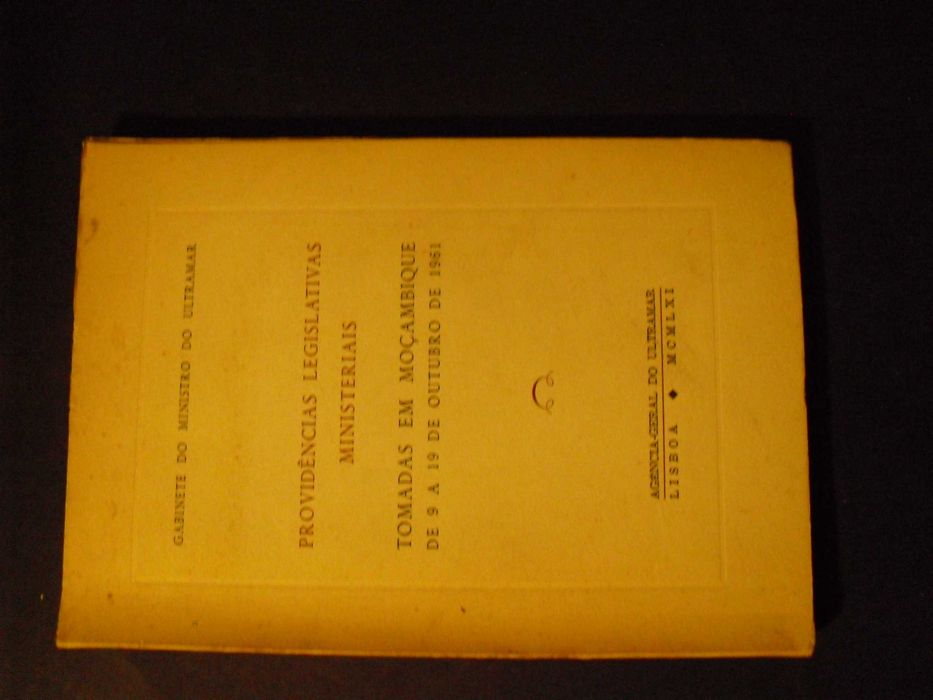 GABINETE DO MINISTRO DO ULTRAMAR
PROVIDÊNCIAS LEGISLATIVAS
MINISTERIAIS
TOMADAS EM MOÇAMBIQUE
DE 9 A 19 DE OUTUBRO DE 1961
AGÊNCIA-GERAL DO ULTRAMAR
LISBOA ◆ MCMLXI